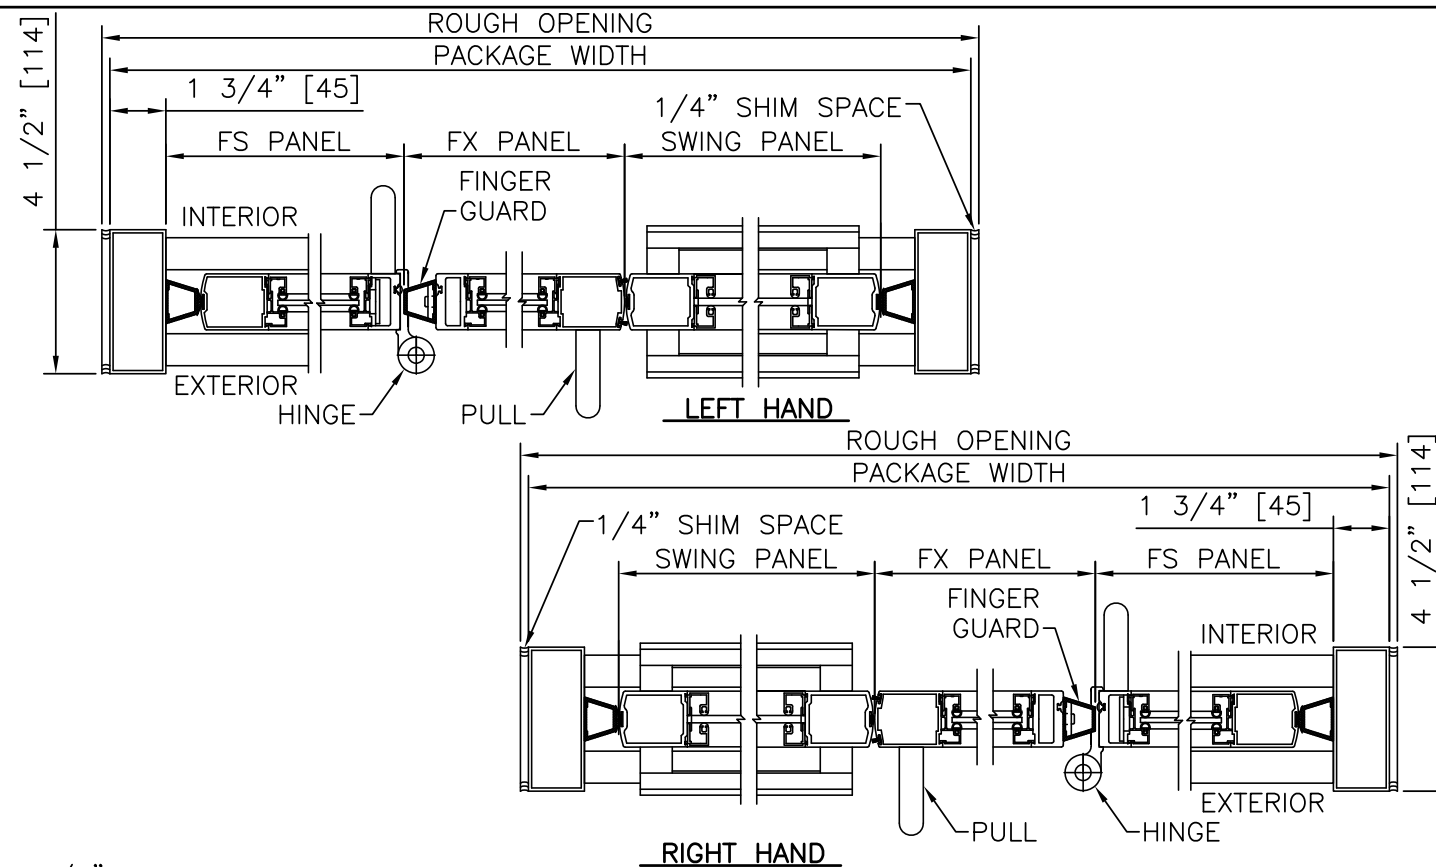 ROUGH OPENING
PACKAGE WIDTH
4 1/2” [114]
1 3/4” [45]
1/4” SHIM SPACE
FS PANEL
FX PANEL
SWING PANEL
FINGER
GUARD
INTERIOR
EXTERIOR
HINGE
PULL
LEFT HAND
ROUGH OPENING
PACKAGE WIDTH
4 1/2” [114]
1 3/4” [45]
1/4” SHIM SPACE
SWING PANEL
FX PANEL
FS PANEL
FINGER
GUARD
INTERIOR
EXTERIOR
PULL
HINGE
RIGHT HAND